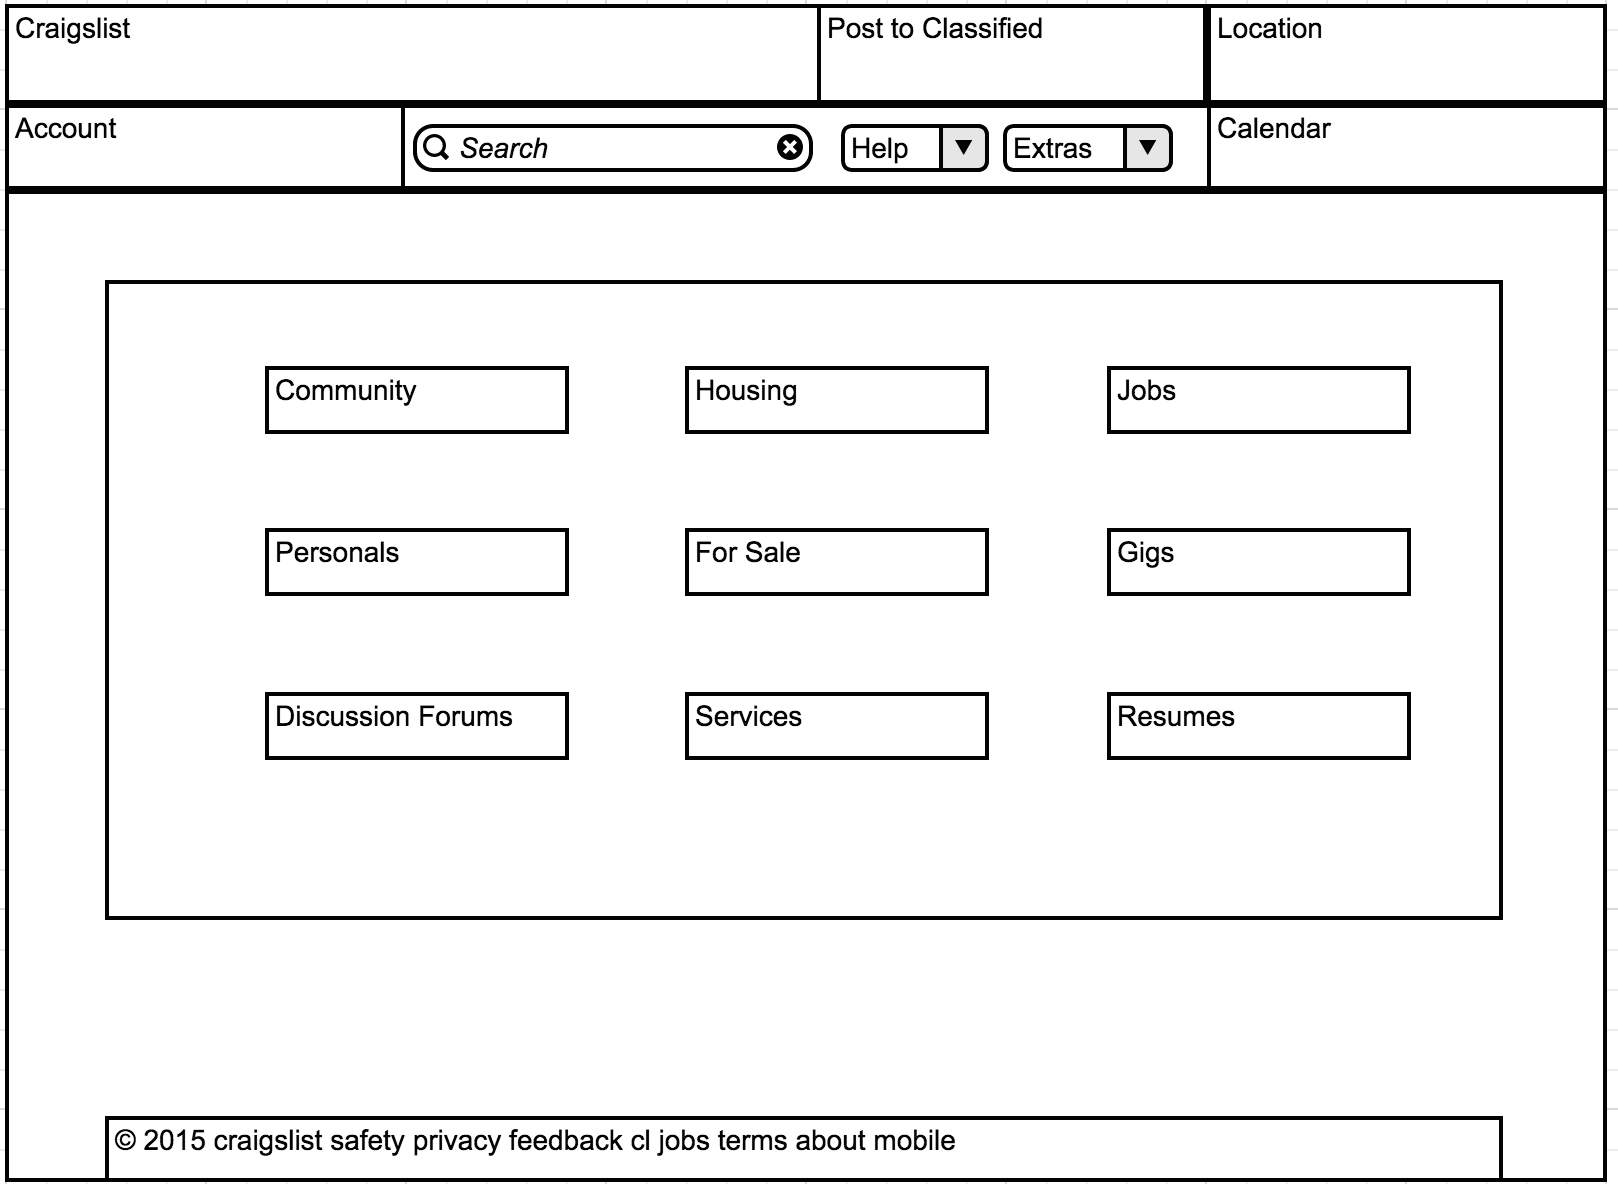 Craigslist
Post to Classified
Location
Account
Search
Help
Extras
Calendar
Community
Housing
Jobs
Personals
For Sale
Gigs
Discussion Forums
Services
Resumes
© 2015 craigslist safety privacy feedback cl jobs terms about mobile